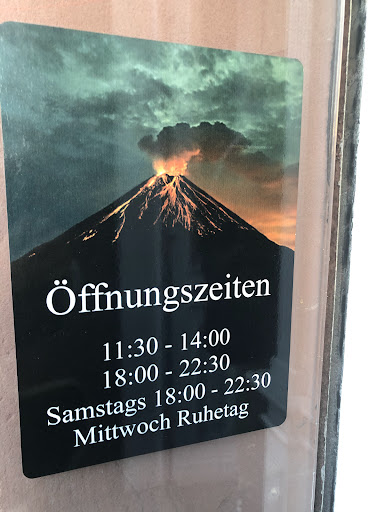 Öffnungszeiten
11:30 - 14:00
18:00 - 22:30
Samstags 18:00 - 22:30
Mittwoch Ruhetag